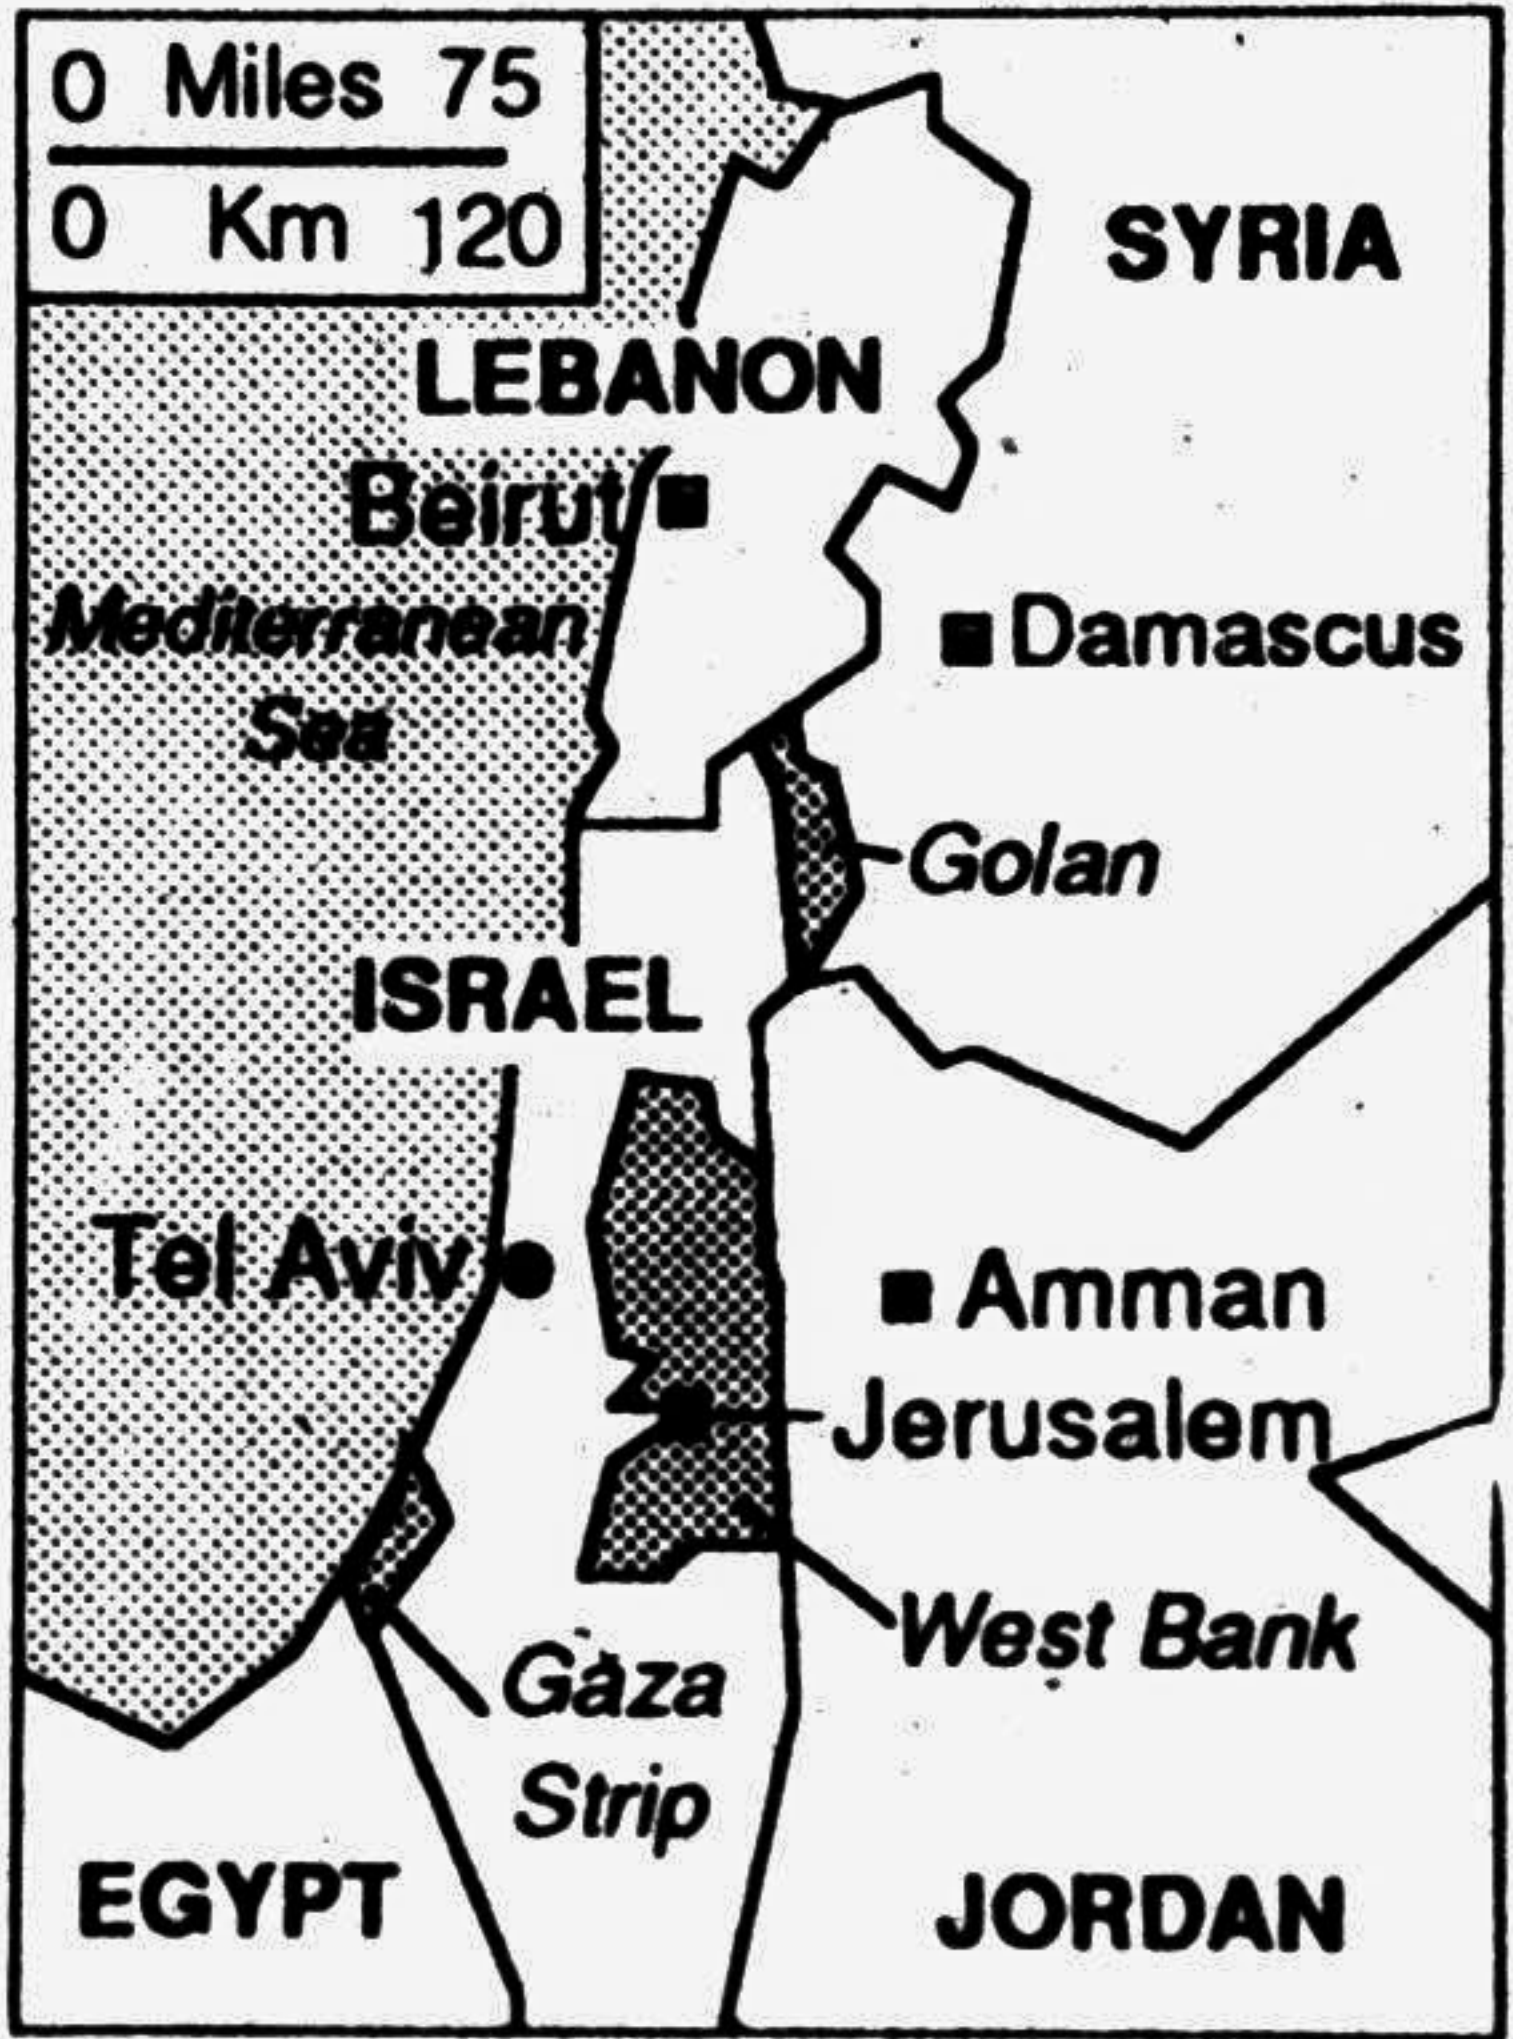 0 Miles 75
0 Km 120
SYRIA
LEBANON
Beirut
Mediterranean
Sea
Damascus
Golan
ISRAEL
Tel Aviv
Amman
Jerusalem
West Bank
Gaza
Strip
EGYPT
JORDAN